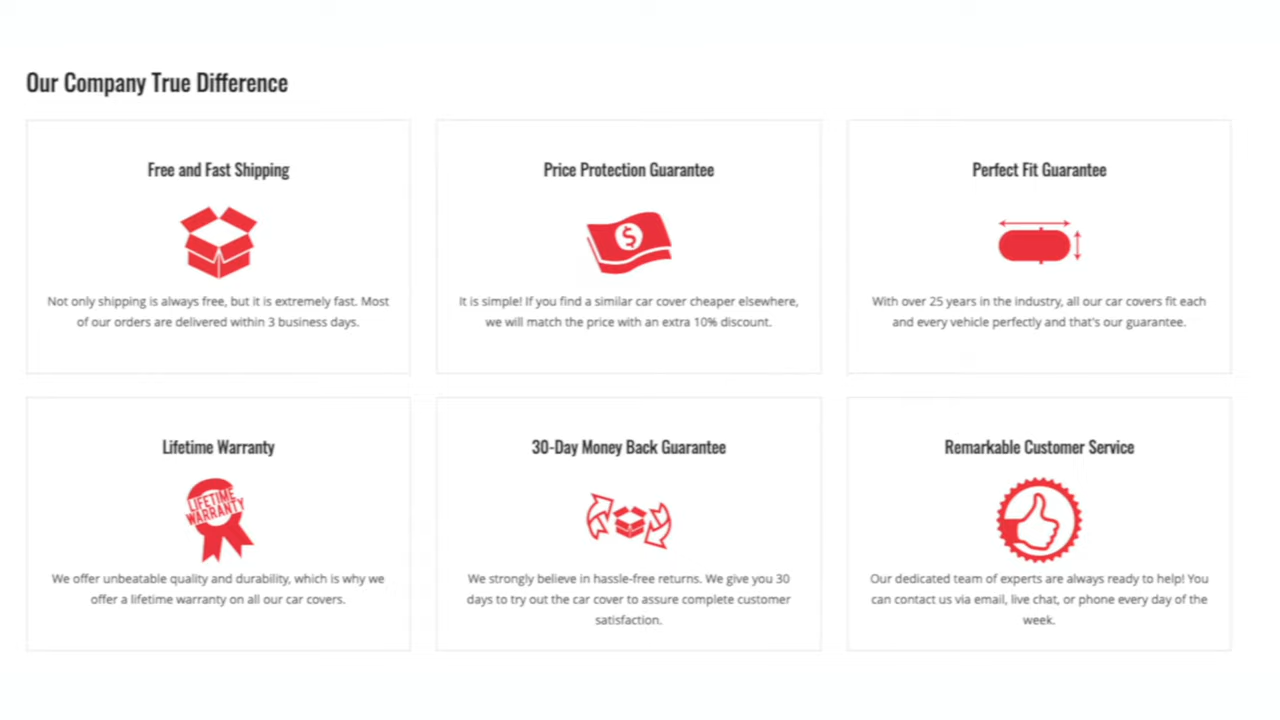 Our Company True Difference
Free and Fast Shipping
Not only shipping is always free, but it is extremely fast. Most
of our orders are delivered within 3 business days.
Price Protection Guarantee
$
It is simple! If you find a similar car cover cheaper elsewhere,
we will match the price with an extra 10% discount.
Perfect Fit Guarantee
With over 25 years in the industry, all our car covers fit each
and every vehicle perfectly and that's our guarantee.
Lifetime Warranty
LIFETIME
WARRANTY
We offer unbeatable quality and durability, which is why we
offer a lifetime warranty on all our car covers.
30-Day Money Back Guarantee
We strongly believe in hassle-free returns. We give you 30
days to try out the car cover to assure complete customer
satisfaction.
Remarkable Customer Service
Our dedicated team of experts are always ready to help! You
can contact us via email, live chat, or phone every day of the
week.